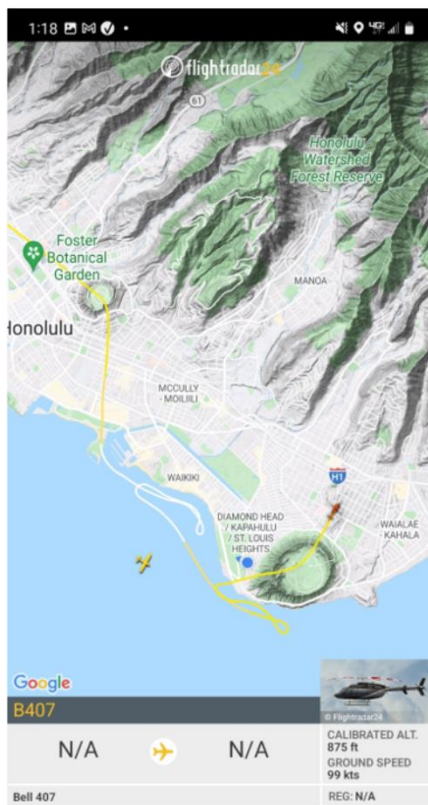 1:18
4G
flightradar24
61
Honolulu
Watershed
Forest Reserve
Foster
Botanical
Garden
MANOA
Honolulu
MCCULLY
- MOILIILI
H1
WAIKIKI
DIAMOND HEAD
/ KAPAHULU
/ ST. LOUIS
HEIGHTS
WAIALAE
- KAHALA
Google
B407
© Flightradar24
N/A
N/A
CALIBRATED ALT.
875 ft
GROUND SPEED
99 kts
Bell 407
REG: N/A